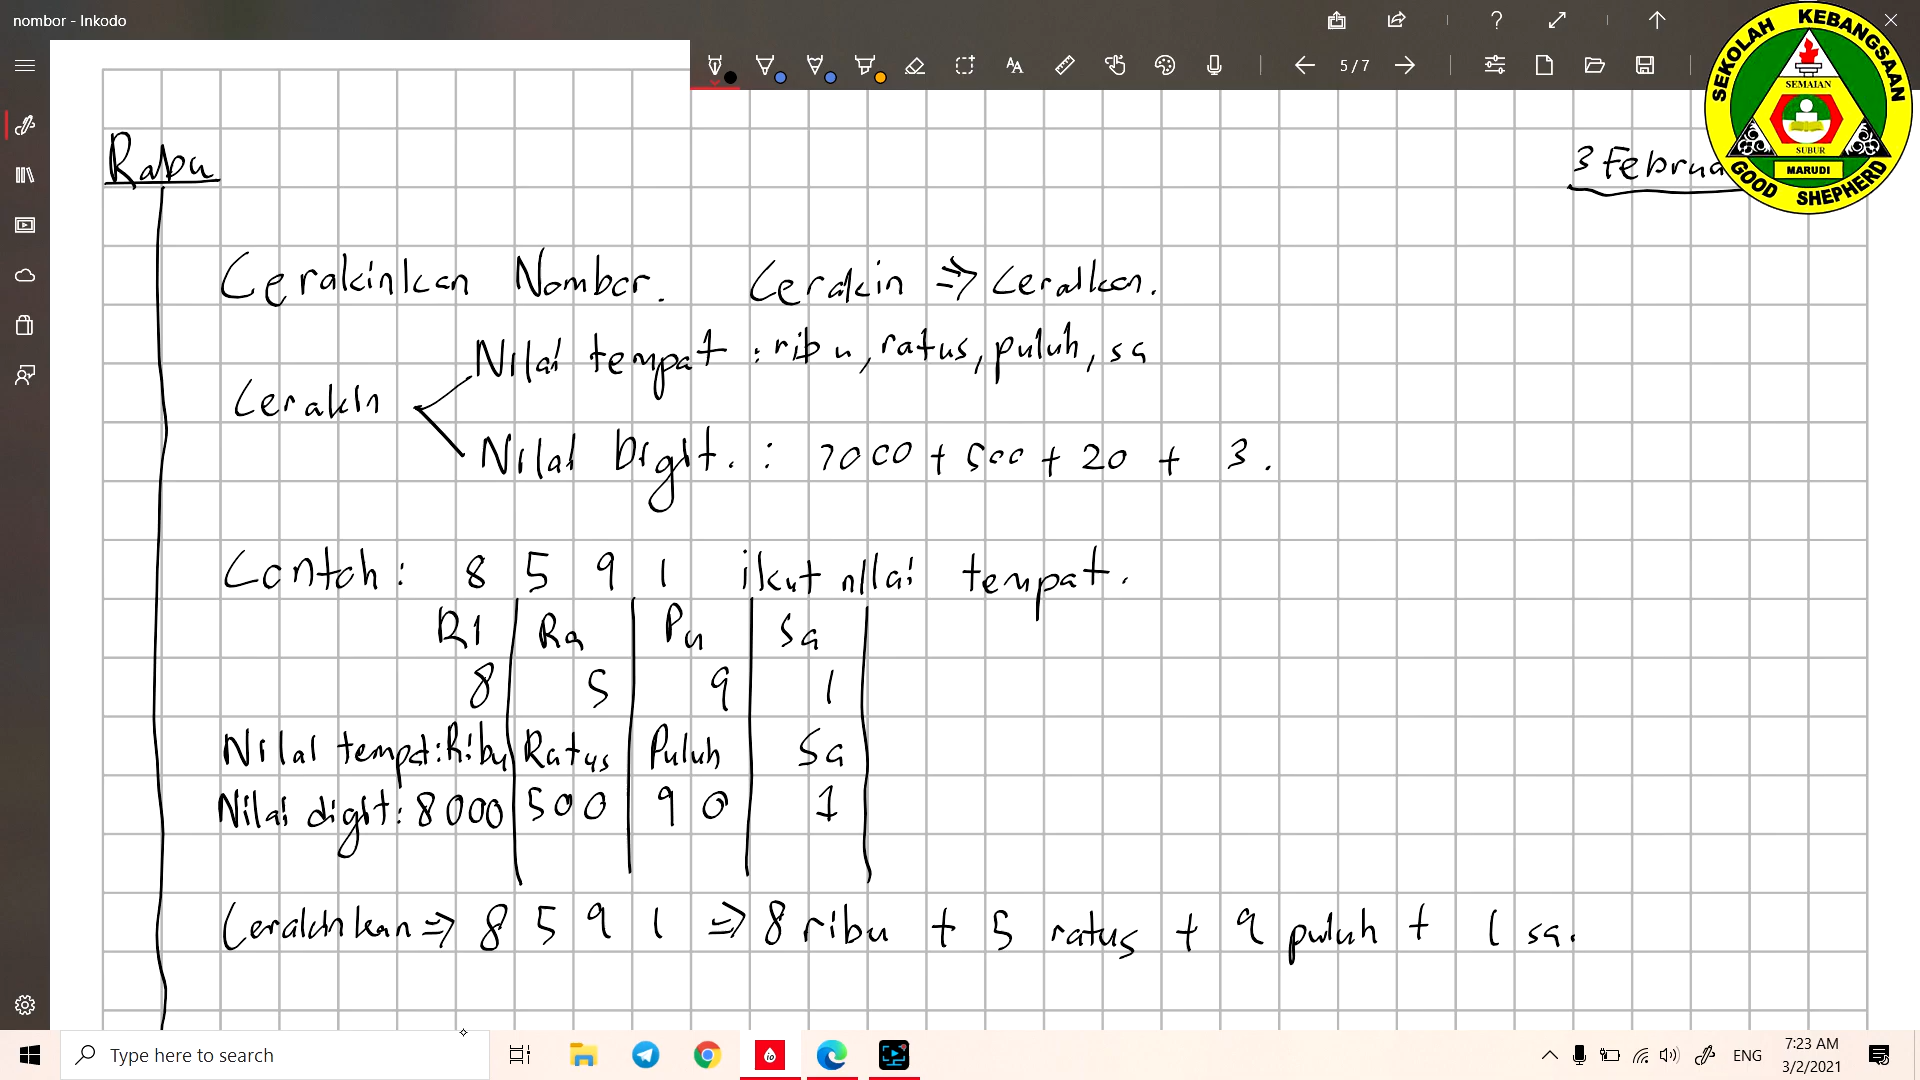 nombor - Inkodo
5 / 7
SEKOLAH KEBANGSAAN
SEMAIAN
SUBUR
MARUDI
GOOD SHEPHERD
Rabu
3 Februa
Cerakinkan Nombor. Cerakin => Ceraikan.
Nilai tempat : ribu, ratus, puluh, sa
Cerakin
Nilai Digit. : 7000 + 500 + 20 + 3.
Contoh: 8 5 9 1 ikut nilai tempat.
Ri Ra Pu Sa
8 5 9 1
Nilai tempat: Ribu Ratus Puluh Sa
Nilai digit: 8000 500 90 1
Cerakinkan => 8 5 9 1 => 8 ribu + 5 ratus + 9 puluh + 1 sa.
Type here to search
ENG
7:23 AM
3/2/2021